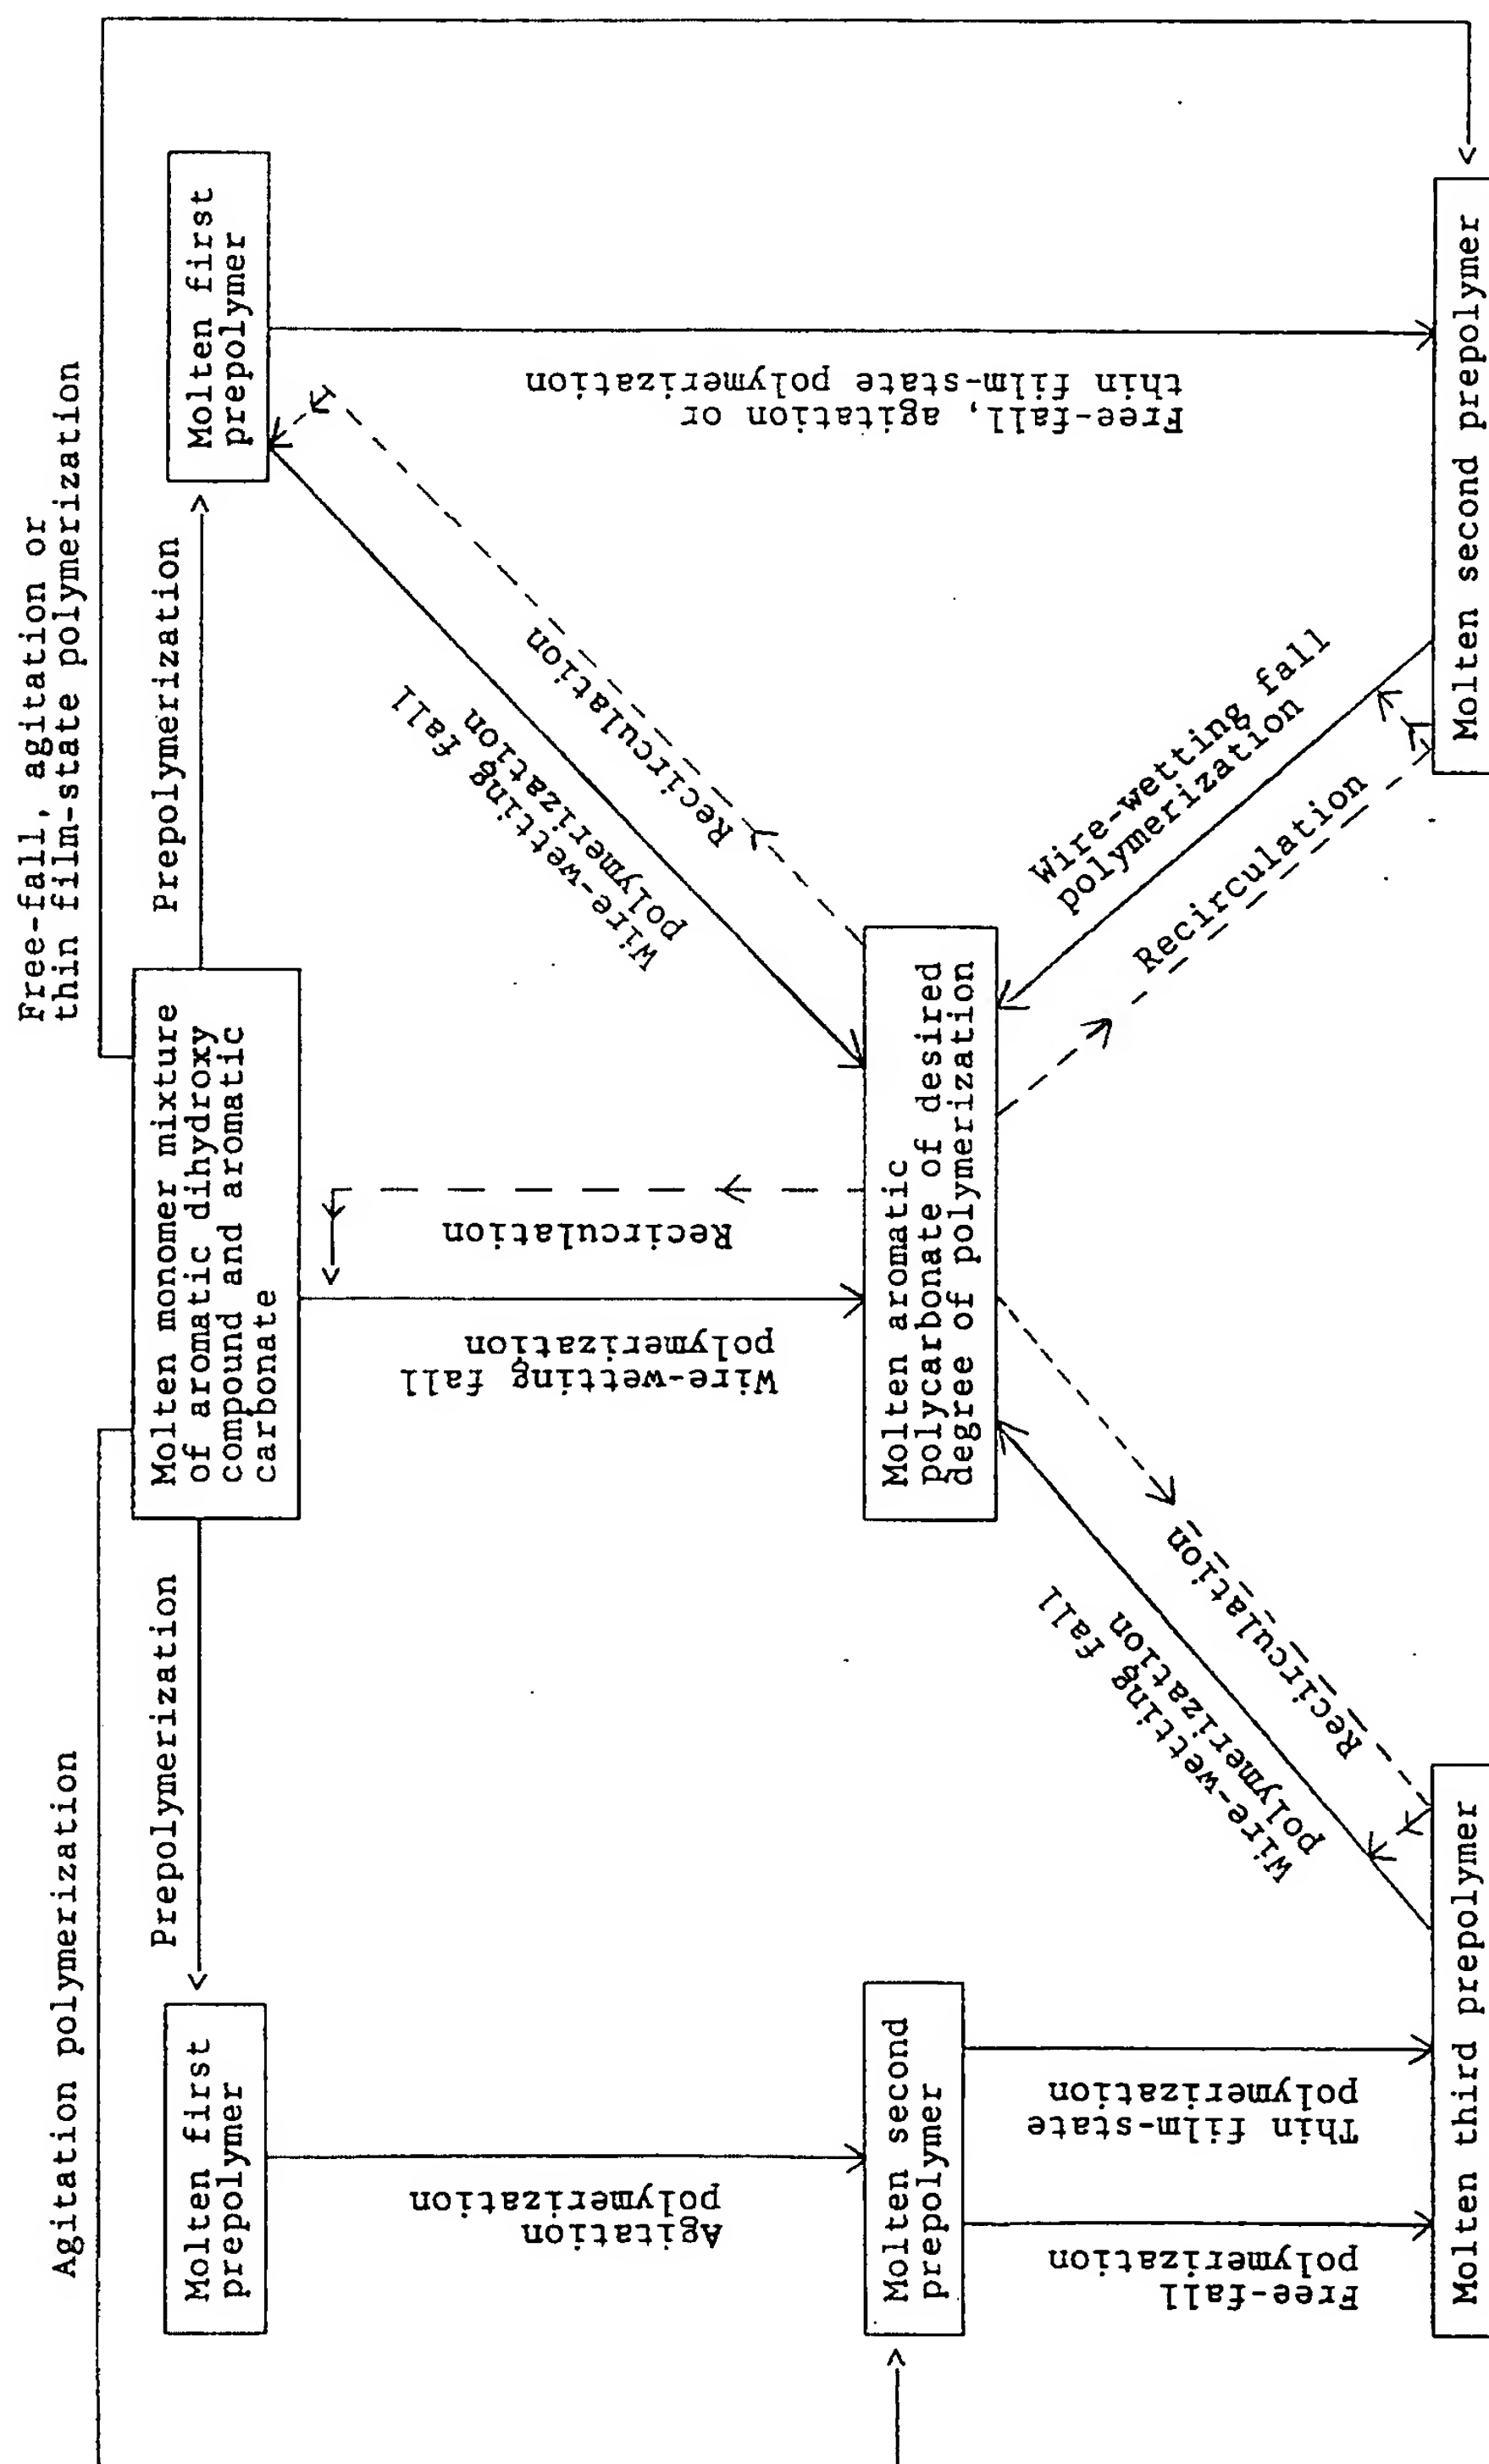 Agitation polymerization
Free-fall, agitation or
thin film-state polymerization
Molten first
prepolymer
Prepolymerization
Molten monomer mixture
of aromatic dihydroxy
compound and aromatic
carbonate
Prepolymerization
Molten first
prepolymer
Agitation
polymerization
Wire-wetting fall
polymerization
Recirculation
Wire-wetting fall
polymerization
Recirculation
Free-fall, agitation or
thin film-state polymerization
Molten second
prepolymer
Molten aromatic
polycarbonate of desired
degree of polymerization
Free-fall
polymerization
Thin film-state
polymerization
Wire-wetting fall
polymerization
Recirculation
Wire-wetting fall
polymerization
Recirculation
Molten third prepolymer
Molten second prepolymer